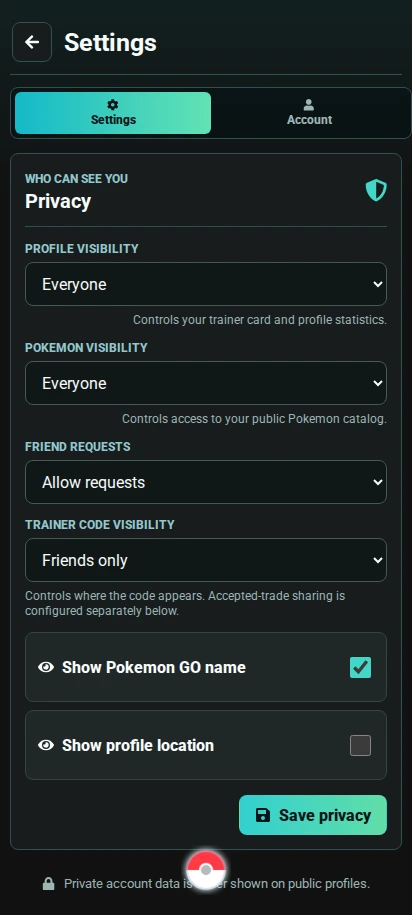 Settings
Settings
Account
WHO CAN SEE YOU
Privacy
PROFILE VISIBILITY
Everyone
Controls your trainer card and profile statistics.
POKEMON VISIBILITY
Everyone
Controls access to your public Pokemon catalog.
FRIEND REQUESTS
Allow requests
TRAINER CODE VISIBILITY
Friends only
Controls where the code appears. Accepted-trade sharing is
configured separately below.
Show Pokemon GO name
Show profile location
Save privacy
Private account data is shown on public profiles.